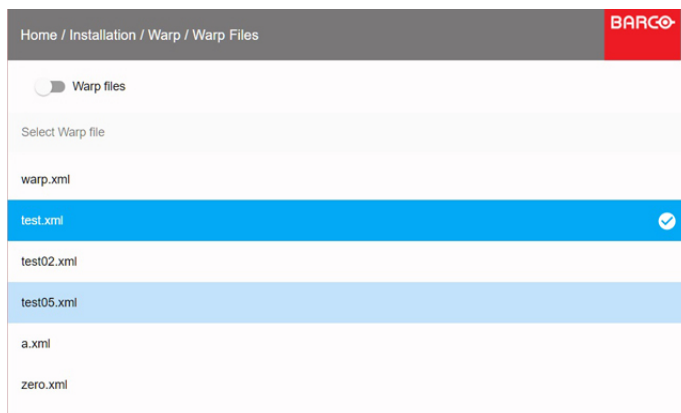 Home / Installation / Warp / Warp Files
BARCO
Warp files
Select Warp file
warp.xml
test.xml
test02.xml
test05.xml
a.xml
zero.xml